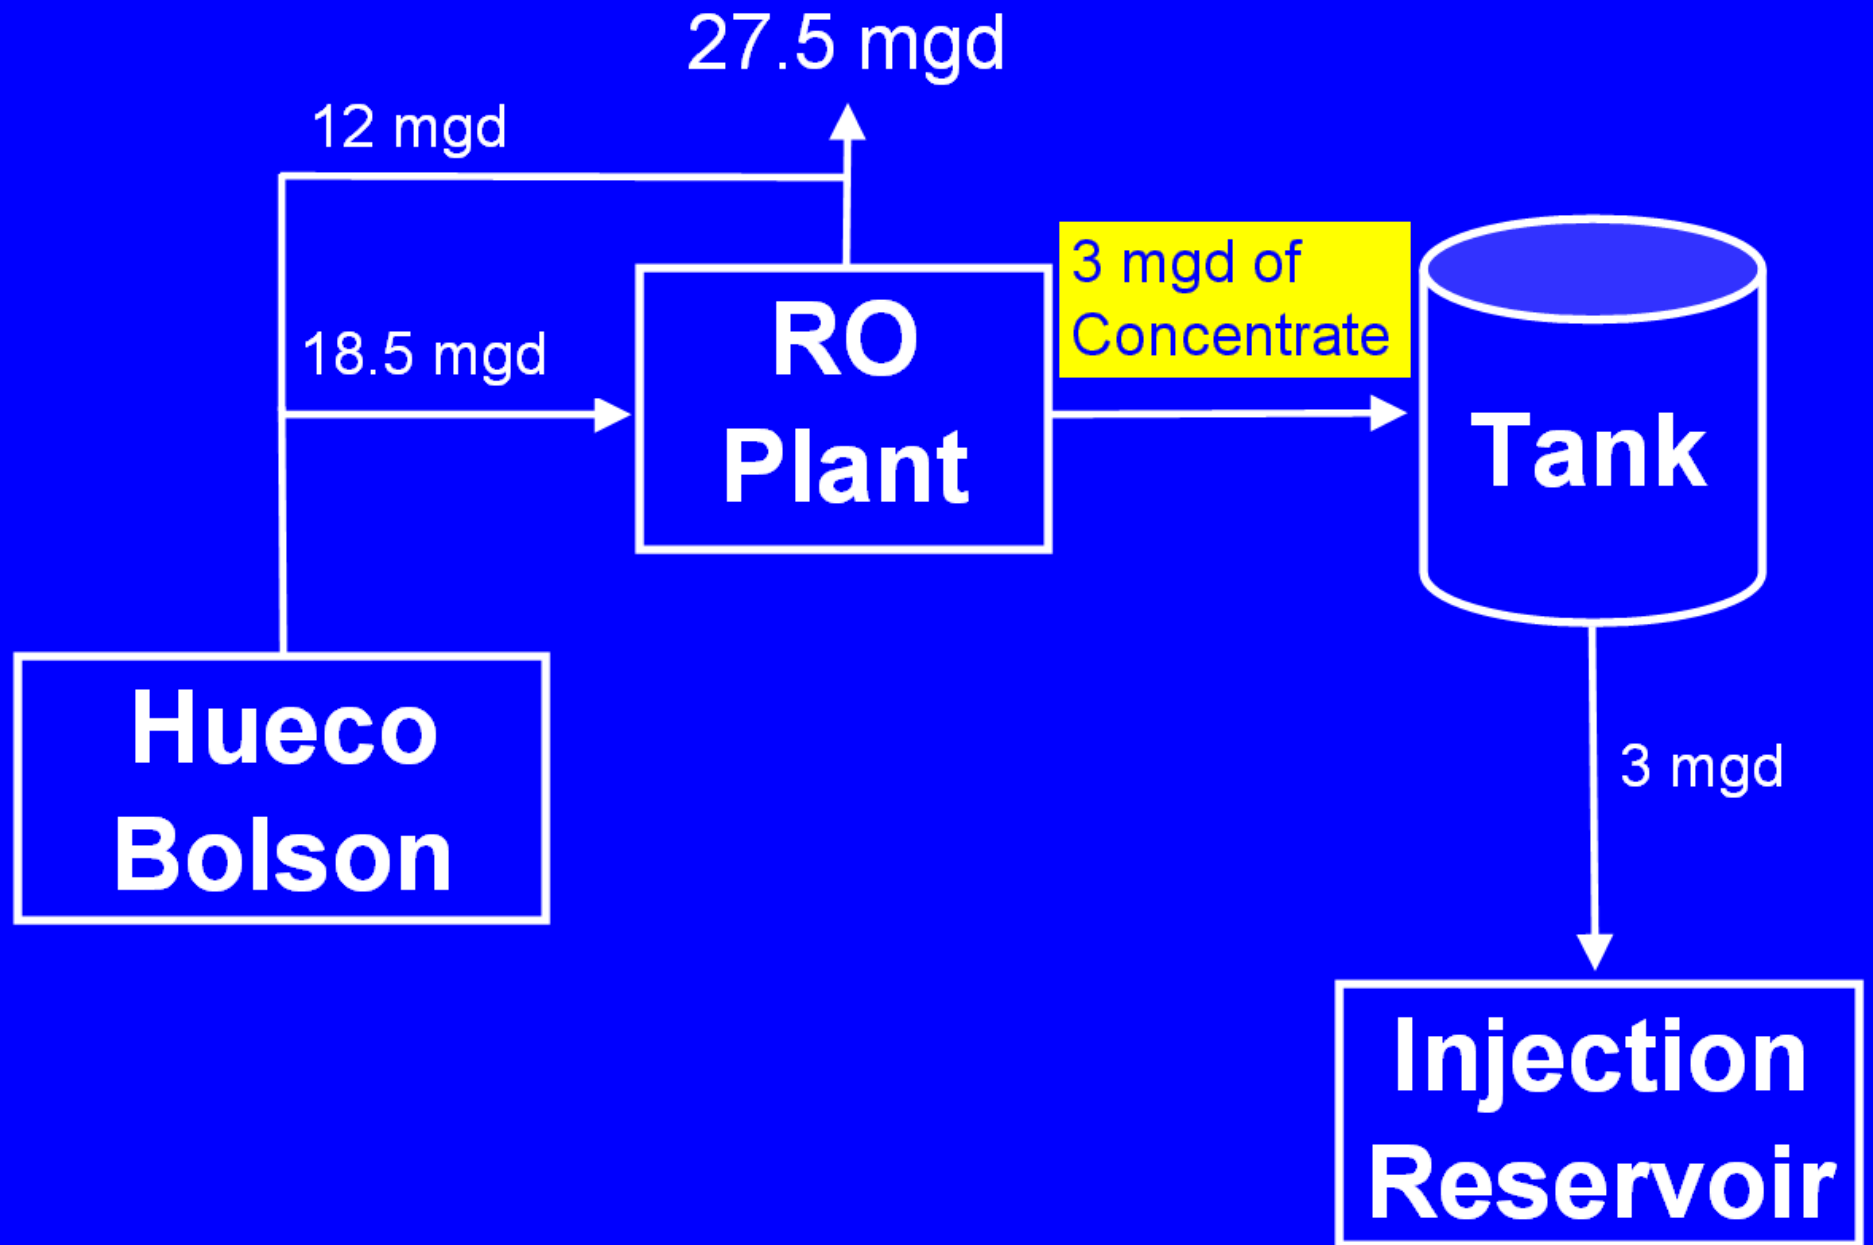 27.5 mgd
12 mgd
18.5 mgd
RO
Plant
3 mgd of
Concentrate
Tank
Hueco
Bolson
3 mgd
Injection
Reservoir